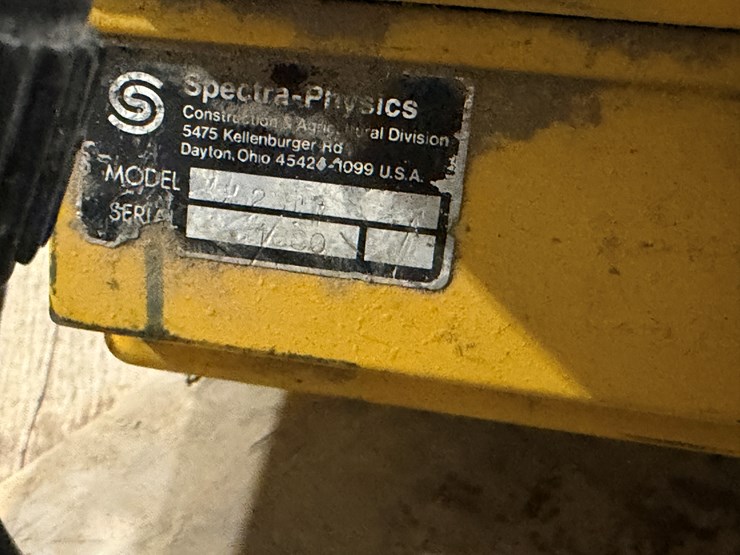 Spectra-Physics
Construction & Agricultural Division
5475 Kellenburger Rd
Dayton, Ohio 45424-1099 U.S.A.
MODEL
SERIAL